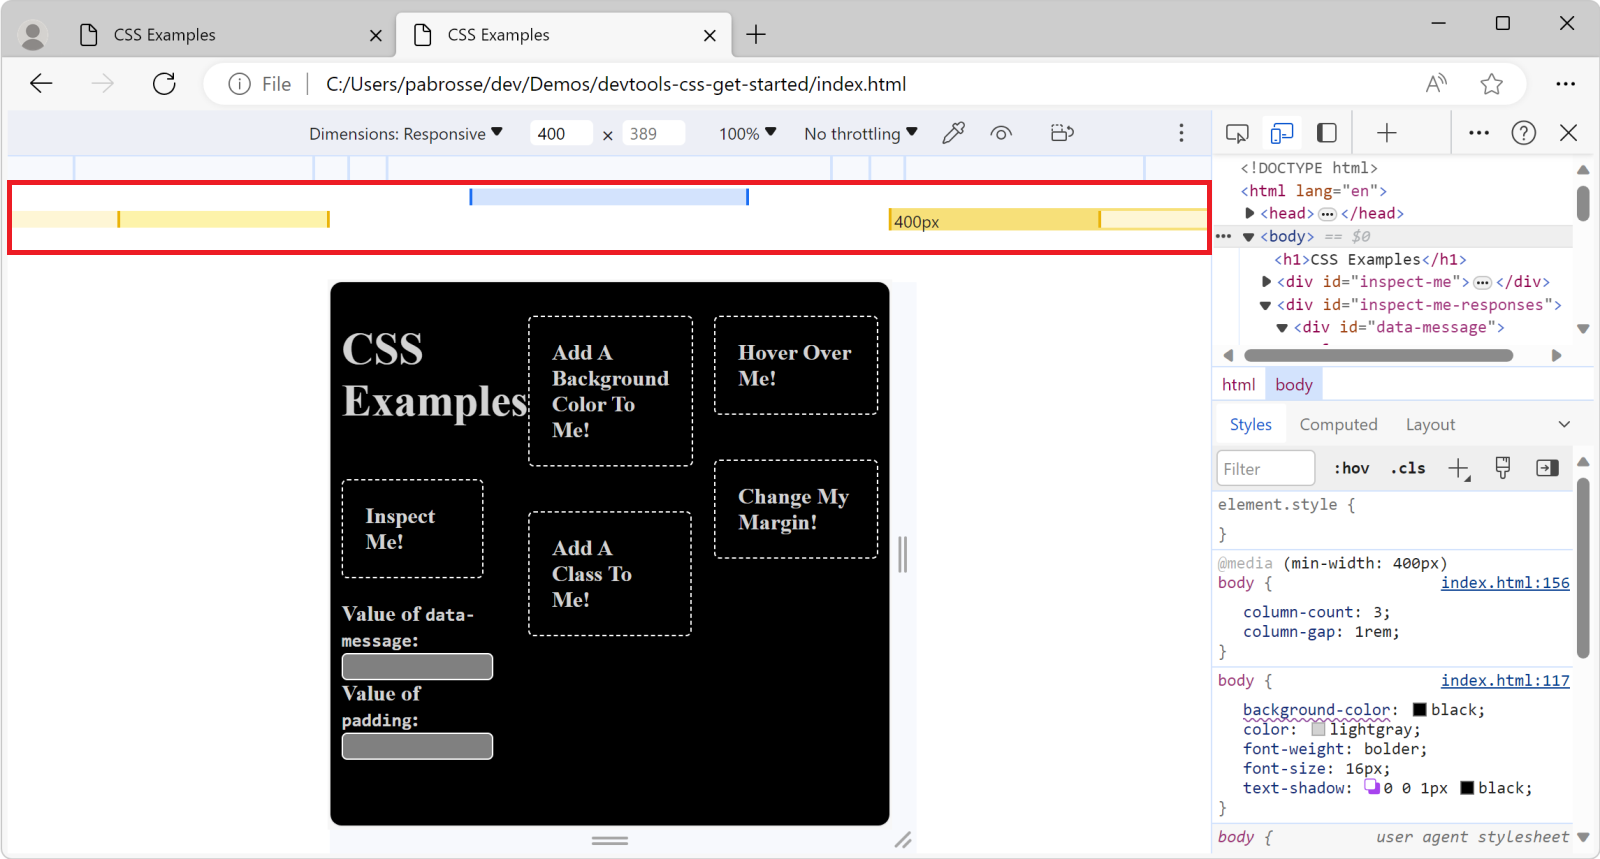 CSS Examples
CSS Examples
File
C:/Users/pabrosse/dev/Demos/devtools-css-get-started/index.html
Dimensions: Responsive 400 × 389 100% No throttling
400px
CSS
Examples
Inspect
Me!
Value of data-
message:
Value of
padding:
Add A
Background
Color To
Me!
Add A
Class To
Me!
Hover Over
Me!
Change My
Margin!
<!DOCTYPE html>
<html lang="en">
<head> ••• </head>
••• <body> == $0
<h1>CSS Examples</h1>
<div id="inspect-me"> ••• </div>
<div id="inspect-me-responses">
<div id="data-message">
html body
Styles Computed Layout
Filter :hov .cls
element.style {
}
@media (min-width: 400px)
body { index.html:156
column-count: 3;
column-gap: 1rem;
}
body { index.html:117
background-color: black;
color: lightgray;
font-weight: bolder;
font-size: 16px;
text-shadow: 0 0 1px black;
}
body { user agent stylesheet